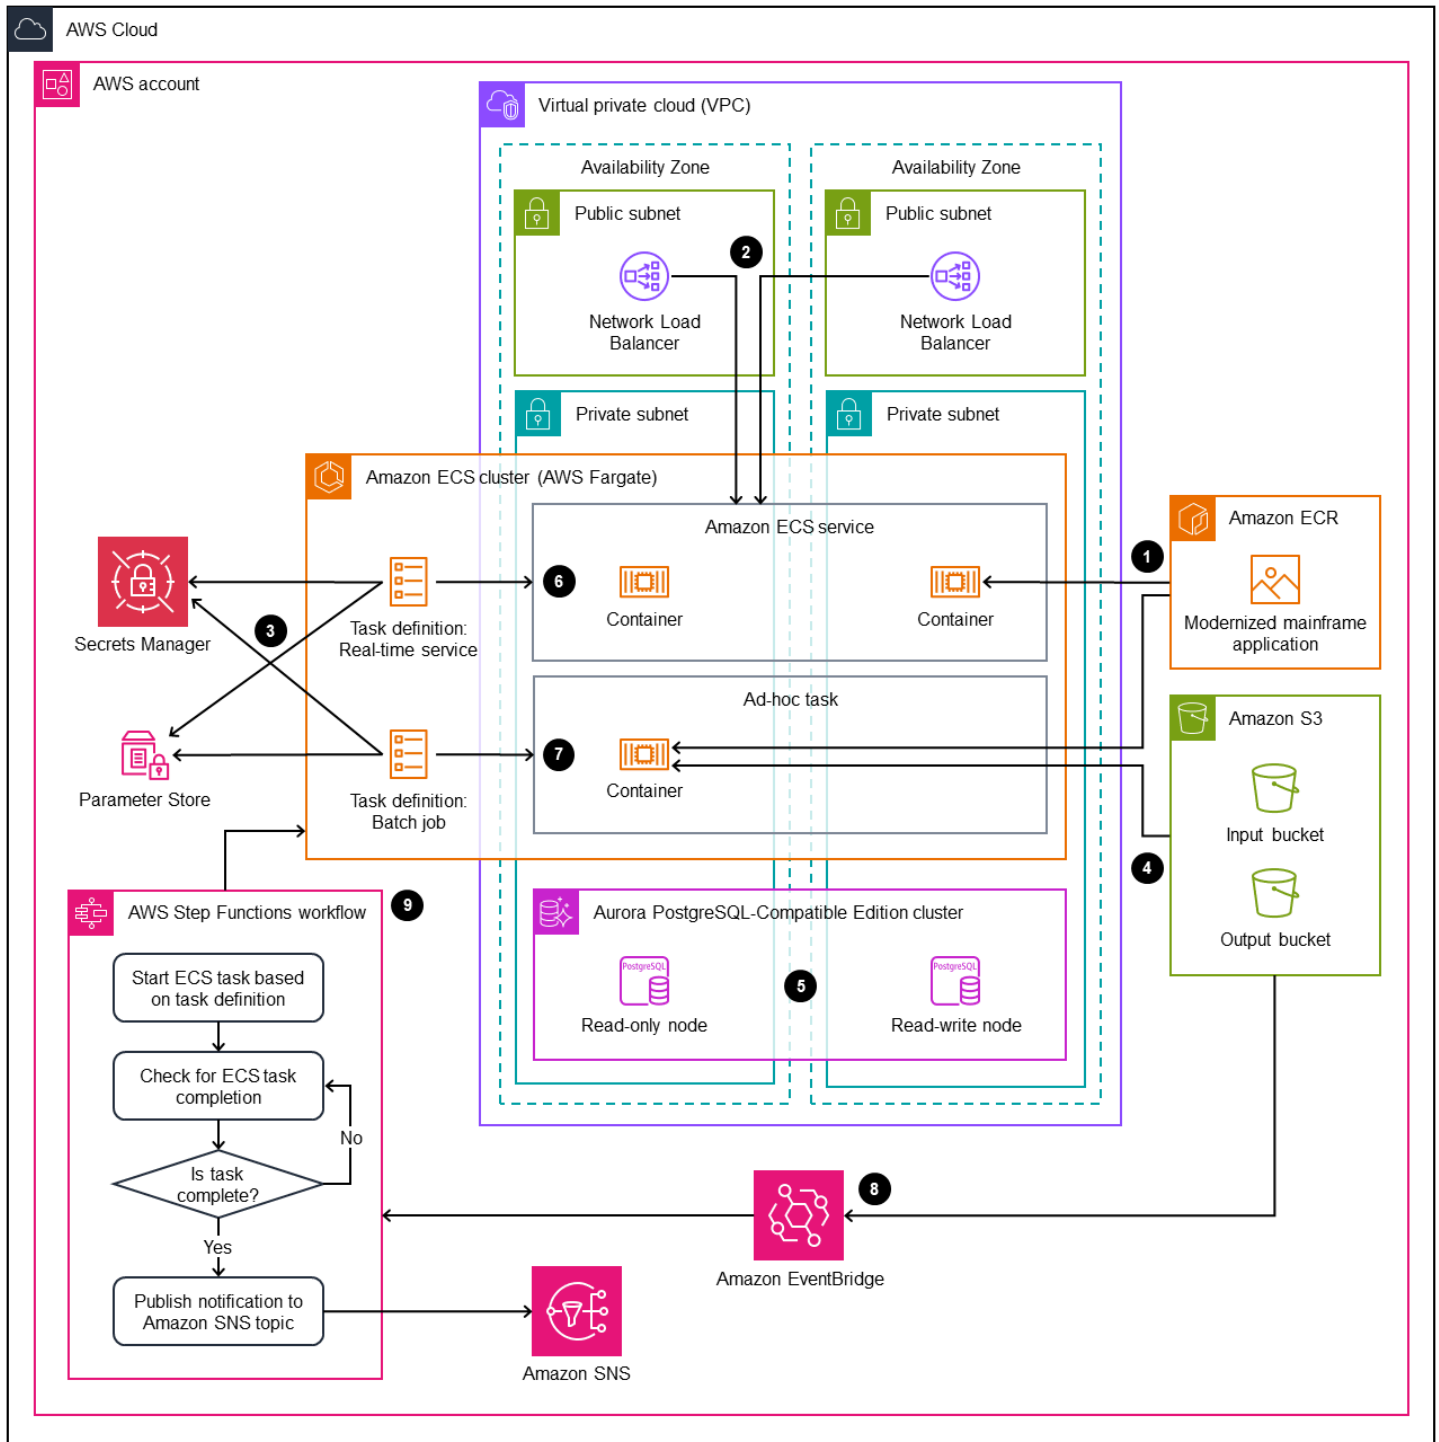 AWS Cloud
AWS account
Virtual private cloud (VPC)
Availability Zone
Availability Zone
Public subnet
Public subnet
2
Network Load
Balancer
Network Load
Balancer
Private subnet
Private subnet
Amazon ECS cluster (AWS Fargate)
Amazon ECS service
Amazon ECR
1
6
Container
Container
Modernized mainframe
application
Secrets Manager
3
Task definition:
Real-time service
Ad-hoc task
Amazon S3
7
Container
Parameter Store
Task definition:
Batch job
Input bucket
4
Output bucket
AWS Step Functions workflow
9
Aurora PostgreSQL-Compatible Edition cluster
PostgreSQL
PostgreSQL
5
Read-only node
Read-write node
Start ECS task based
on task definition
Check for ECS task
completion
No
Is task
complete?
Yes
8
Amazon EventBridge
Publish notification to
Amazon SNS topic
Amazon SNS